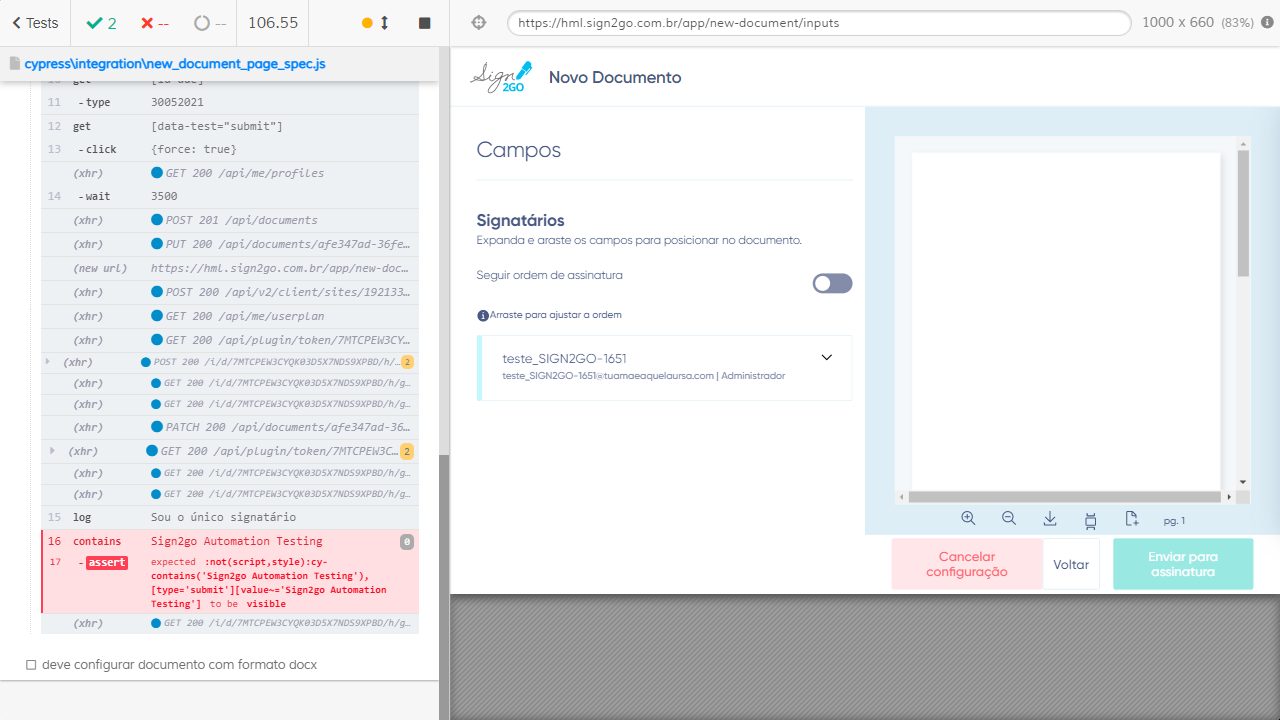 Tests
2
--
--
106.55
https://hml.sign2go.com.br/app/new-document/inputs
1000 x 660 (83%)
cypress\integration\new_document_page_spec.js
11 -type 30052021
12 get [data-test="submit"]
13 -click {force: true}
(xhr) GET 200 /api/me/profiles
14 -wait 3500
(xhr) POST 201 /api/documents
(xhr) PUT 200 /api/documents/afe347ad-36fe…
(new url) https://hml.sign2go.com.br/app/new-doc…
(xhr) POST 200 /api/v2/client/sites/192133…
(xhr) GET 200 /api/me/userplan
(xhr) GET 200 /api/plugin/token/7MTCPEW3CY…
(xhr) POST 200 /i/d/7MTCPEW3CYQK03D5X7NDS9XPBD/h/… 2
(xhr) GET 200 /i/d/7MTCPEW3CYQK03D5X7NDS9XPBD/h/g…
(xhr) GET 200 /i/d/7MTCPEW3CYQK03D5X7NDS9XPBD/h/g…
(xhr) PATCH 200 /api/documents/afe347ad-36…
(xhr) GET 200 /api/plugin/token/7MTCPEW3C… 2
(xhr) GET 200 /i/d/7MTCPEW3CYQK03D5X7NDS9XPBD/h/g…
(xhr) GET 200 /i/d/7MTCPEW3CYQK03D5X7NDS9XPBD/h/g…
15 log Sou o único signatário
16 contains Sign2go Automation Testing 0
17 -assert expected :not(script,style):cy-
contains('Sign2go Automation Testing'),
[type='submit'][value~='Sign2go Automation
Testing'] to be visible
(xhr) GET 200 /i/d/7MTCPEW3CYQK03D5X7NDS9XPBD/h/g…
deve configurar documento com formato docx
Sign
2GO
Novo Documento
Campos
Signatários
Expanda e araste os campos para posicionar no documento.
Seguir ordem de assinatura
Arraste para ajustar a ordem
teste_SIGN2GO-1651
teste_SIGN2GO-1651@tuamaeaquelaursa.com | Administrador
pg. 1
Cancelar
configuração
Voltar
Enviar para
assinatura